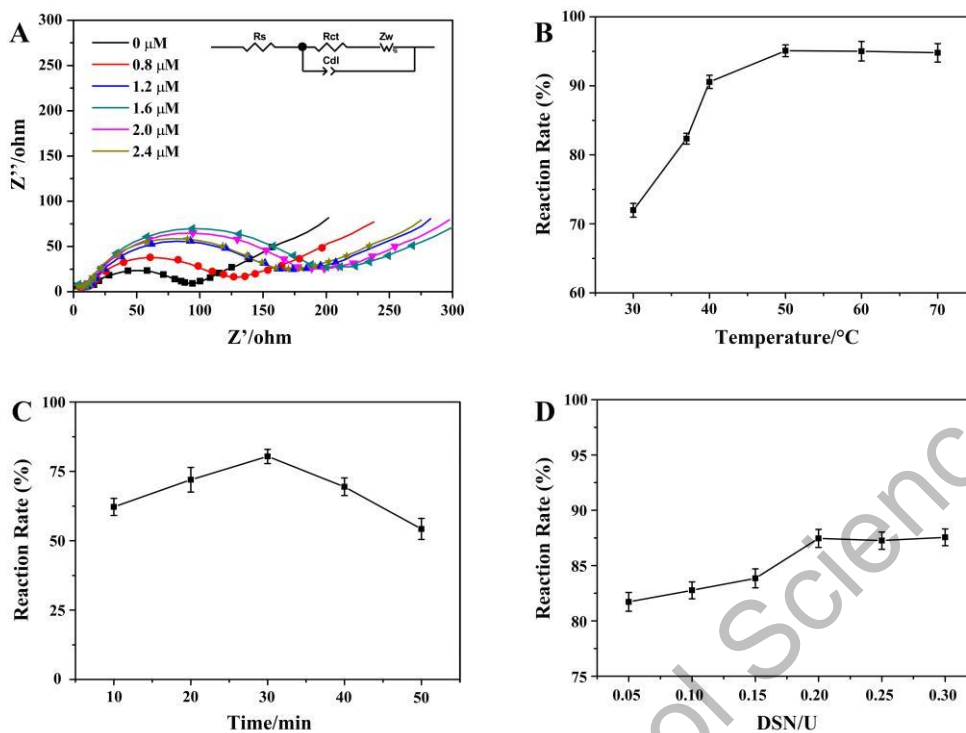 A
300
250
200
150
100
50
0
Z’’/ohm
0 μM
0.8 μM
1.2 μM
1.6 μM
2.0 μM
2.4 μM
Rs
Rct
Zw
Cdl
0 50 100 150 200 250 300
Z’/ohm
B
100
90
80
70
60
Reaction Rate (%)
30 40 50 60 70
Temperature/°C
C
100
75
50
25
0
Reaction Rate (%)
10 20 30 40 50
Time/min
D
100
95
90
85
80
75
Reaction Rate (%)
0.05 0.10 0.15 0.20 0.25 0.30
DSN/U